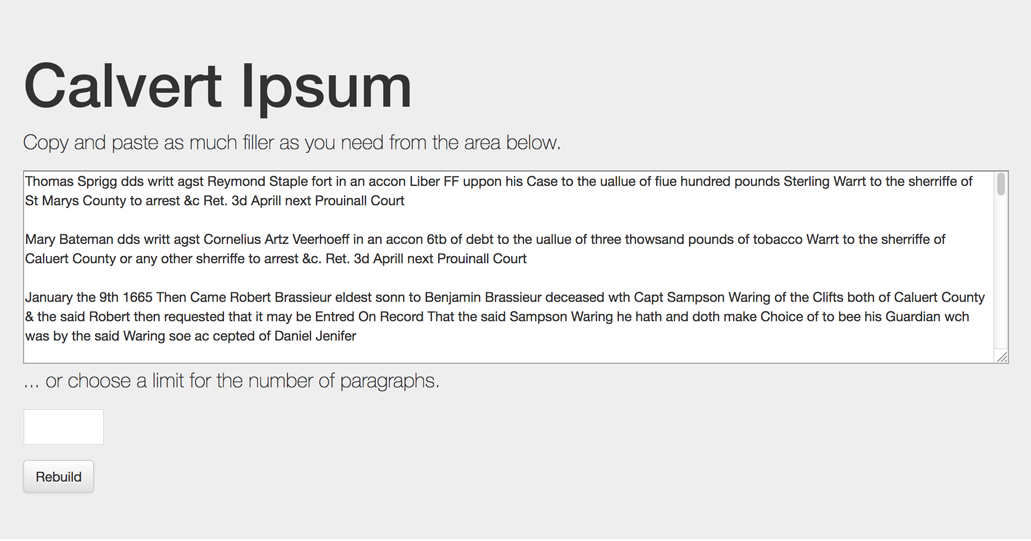 Calvert Ipsum
Copy and paste as much filler as you need from the area below.
Thomas Sprigg dds writt agst Reymond Staple fort in an accon Liber FF uppon his Case to the uallue of fiue hundred pounds Sterling Warrt to the sherriffe of
St Marys County to arrest &c Ret. 3d Aprill next Prouinall Court
Mary Bateman dds writt agst Cornelius Artz Veerhoeff in an accon 6tb of debt to the uallue of three thowsand pounds of tobacco Warrt to the sherriffe of
Caluert County or any other sherriffe to arrest &c. Ret. 3d Aprill next Prouinall Court
January the 9th 1665 Then Came Robert Brassieur eldest sonn to Benjamin Brassieur deceased wth Capt Sampson Waring of the Clifts both of Caluert County
& the said Robert then requested that it may be Entred On Record That the said Sampson Waring he hath and doth make Choice of to bee his Guardian wch
was by the said Waring soe ac cepted of Daniel Jenifer
... or choose a limit for the number of paragraphs.
Rebuild